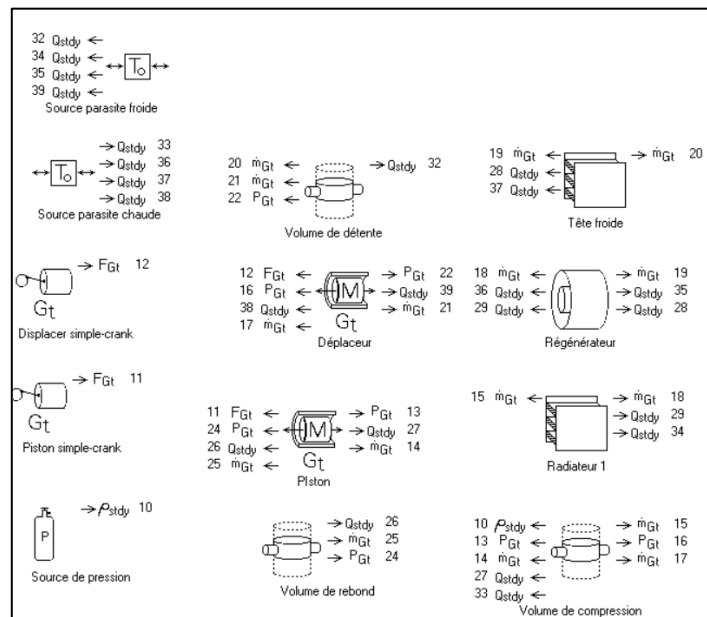 32 Qstdy
34 Qstdy
35 Qstdy
39 Qstdy
To
Source parasite froide
Qstdy 33
Qstdy 36
Qstdy 37
Qstdy 38
To
Source parasite chaude
20 ṁGt
21 ṁGt
22 PGt
Qstdy 32
Volume de détente
19 ṁGt
28 Qstdy
37 Qstdy
ṁGt 20
Tête froide
FGt 12
Gt
Displacer simple-crank
12 FGt
16 PGt
38 Qstdy
17 ṁGt
M
Gt
PGt 22
Qstdy 39
ṁGt 21
Déplaceur
18 ṁGt
36 Qstdy
29 Qstdy
ṁGt 19
Qstdy 35
Qstdy 28
Régénérateur
FGt 11
Gt
Piston simple-crank
11 FGt
24 PGt
26 Qstdy
25 ṁGt
M
Gt
PGt 13
Qstdy 27
ṁGt 14
PIston
15 ṁGt
ṁGt 18
Qstdy 29
Qstdy 34
Radiateur 1
ρstdy 10
P
Source de pression
Qstdy 26
ṁGt 25
PGt 24
Volume de rebond
10 ρstdy
13 PGt
14 ṁGt
27 Qstdy
33 Qstdy
ṁGt 15
PGt 16
ṁGt 17
Volume de compression